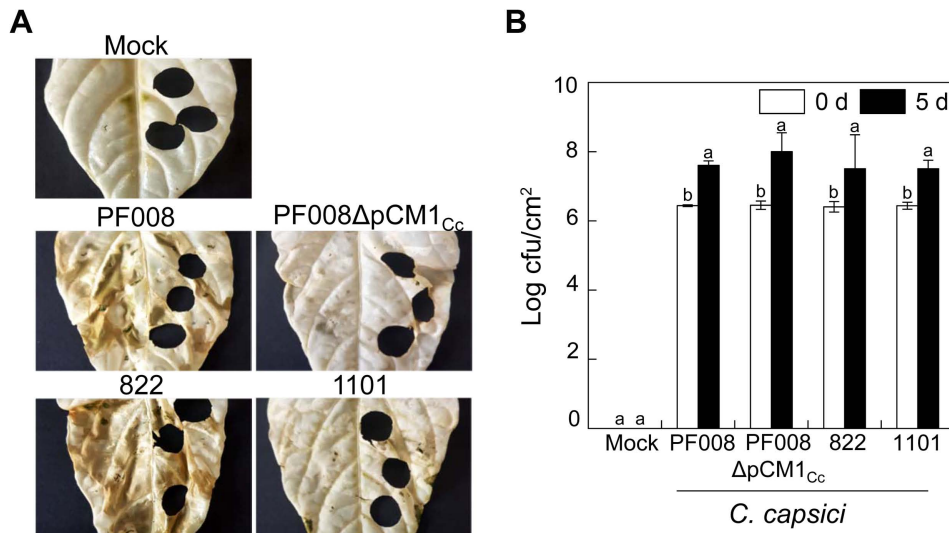 A
Mock
PF008 PF008ΔpCM1Cc
822 1101
B
10
8
6
4
2
0
Log cfu/cm²
0 d 5 d
a a b a b a b a b a
Mock PF008 PF008 822 1101
ΔpCM1Cc
C. capsici